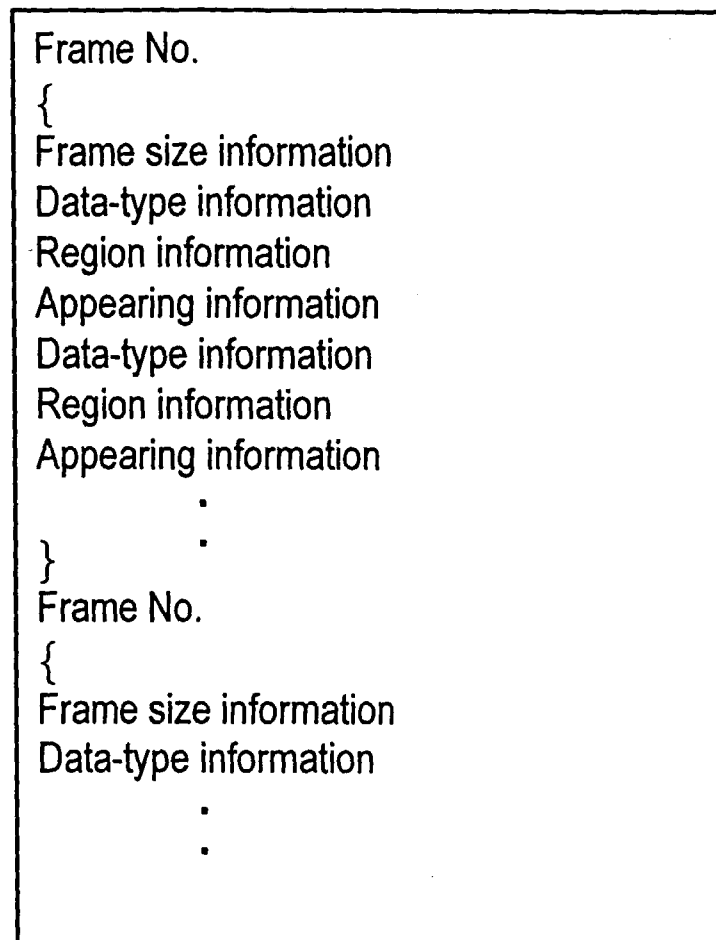 Frame No.
{
Frame size information
Data-type information
Region information
Appearing information
Data-type information
Region information
Appearing information
.
.
}
Frame No.
{
Frame size information
Data-type information
.
.